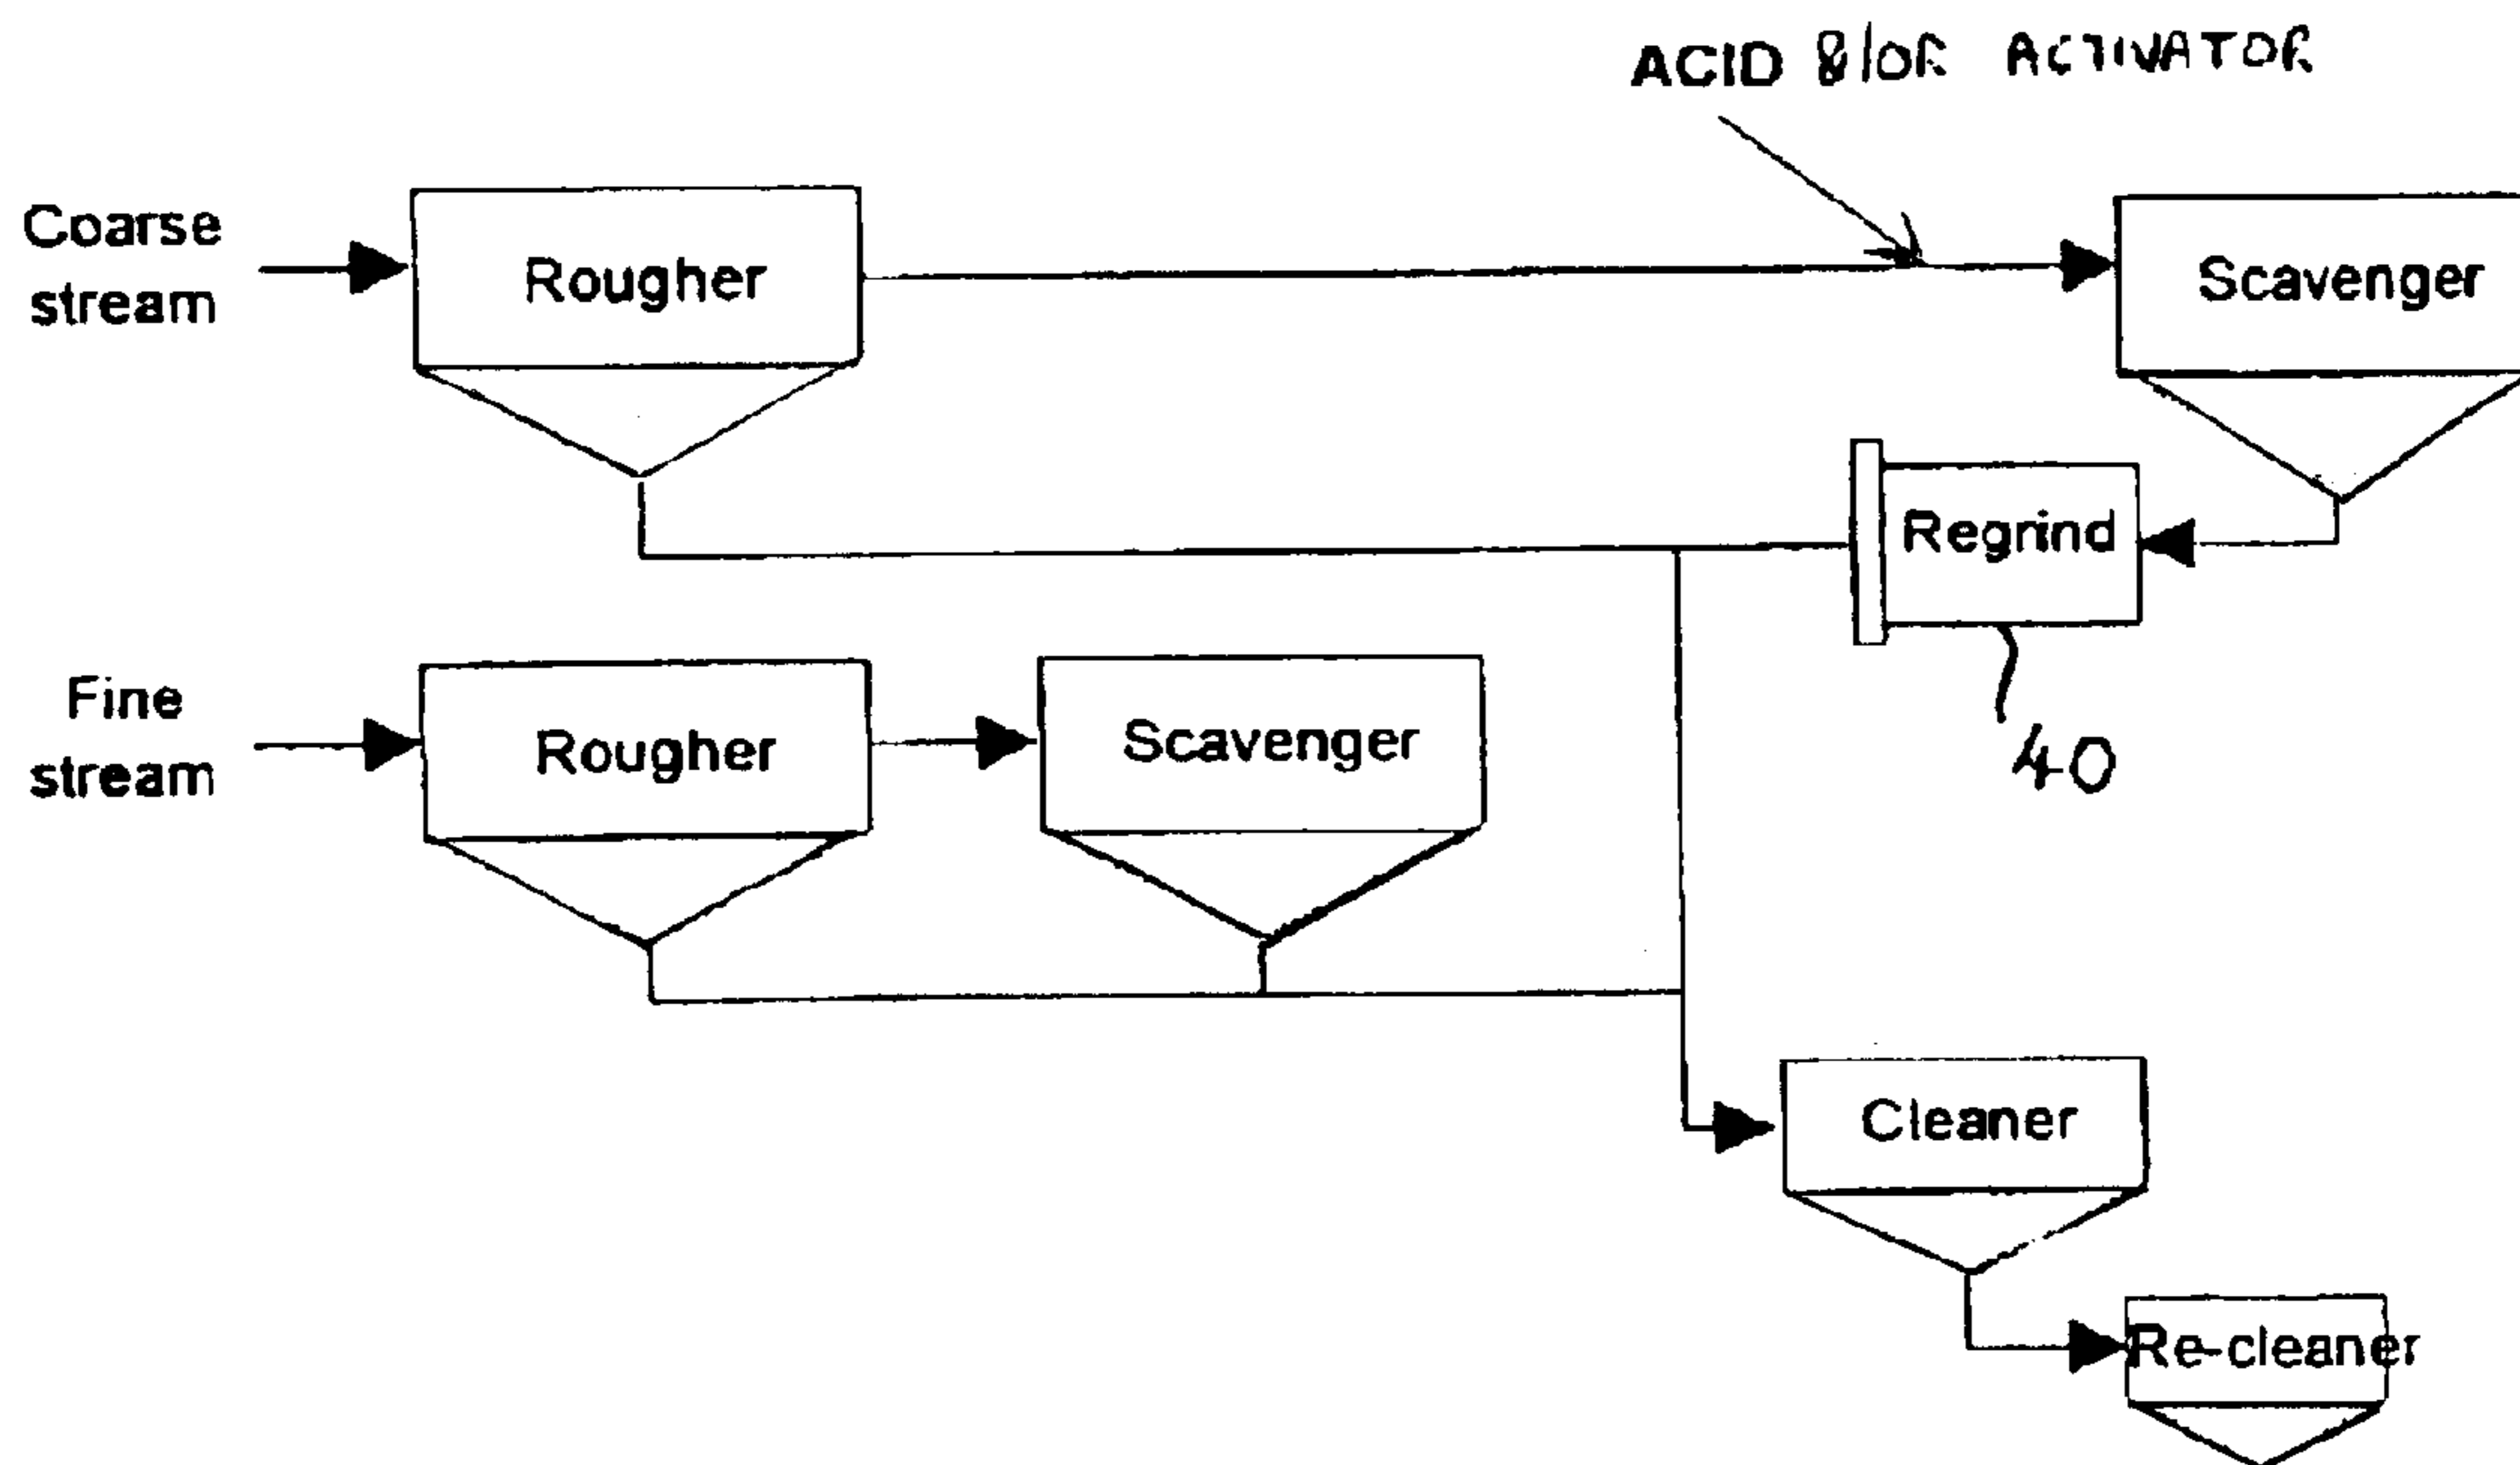 ACID &/OR ACTIVATOR
Coarse
stream
Rougher
Scavenger
Regrind
40
Fine
stream
Rougher
Scavenger
Cleaner
Re-cleaner